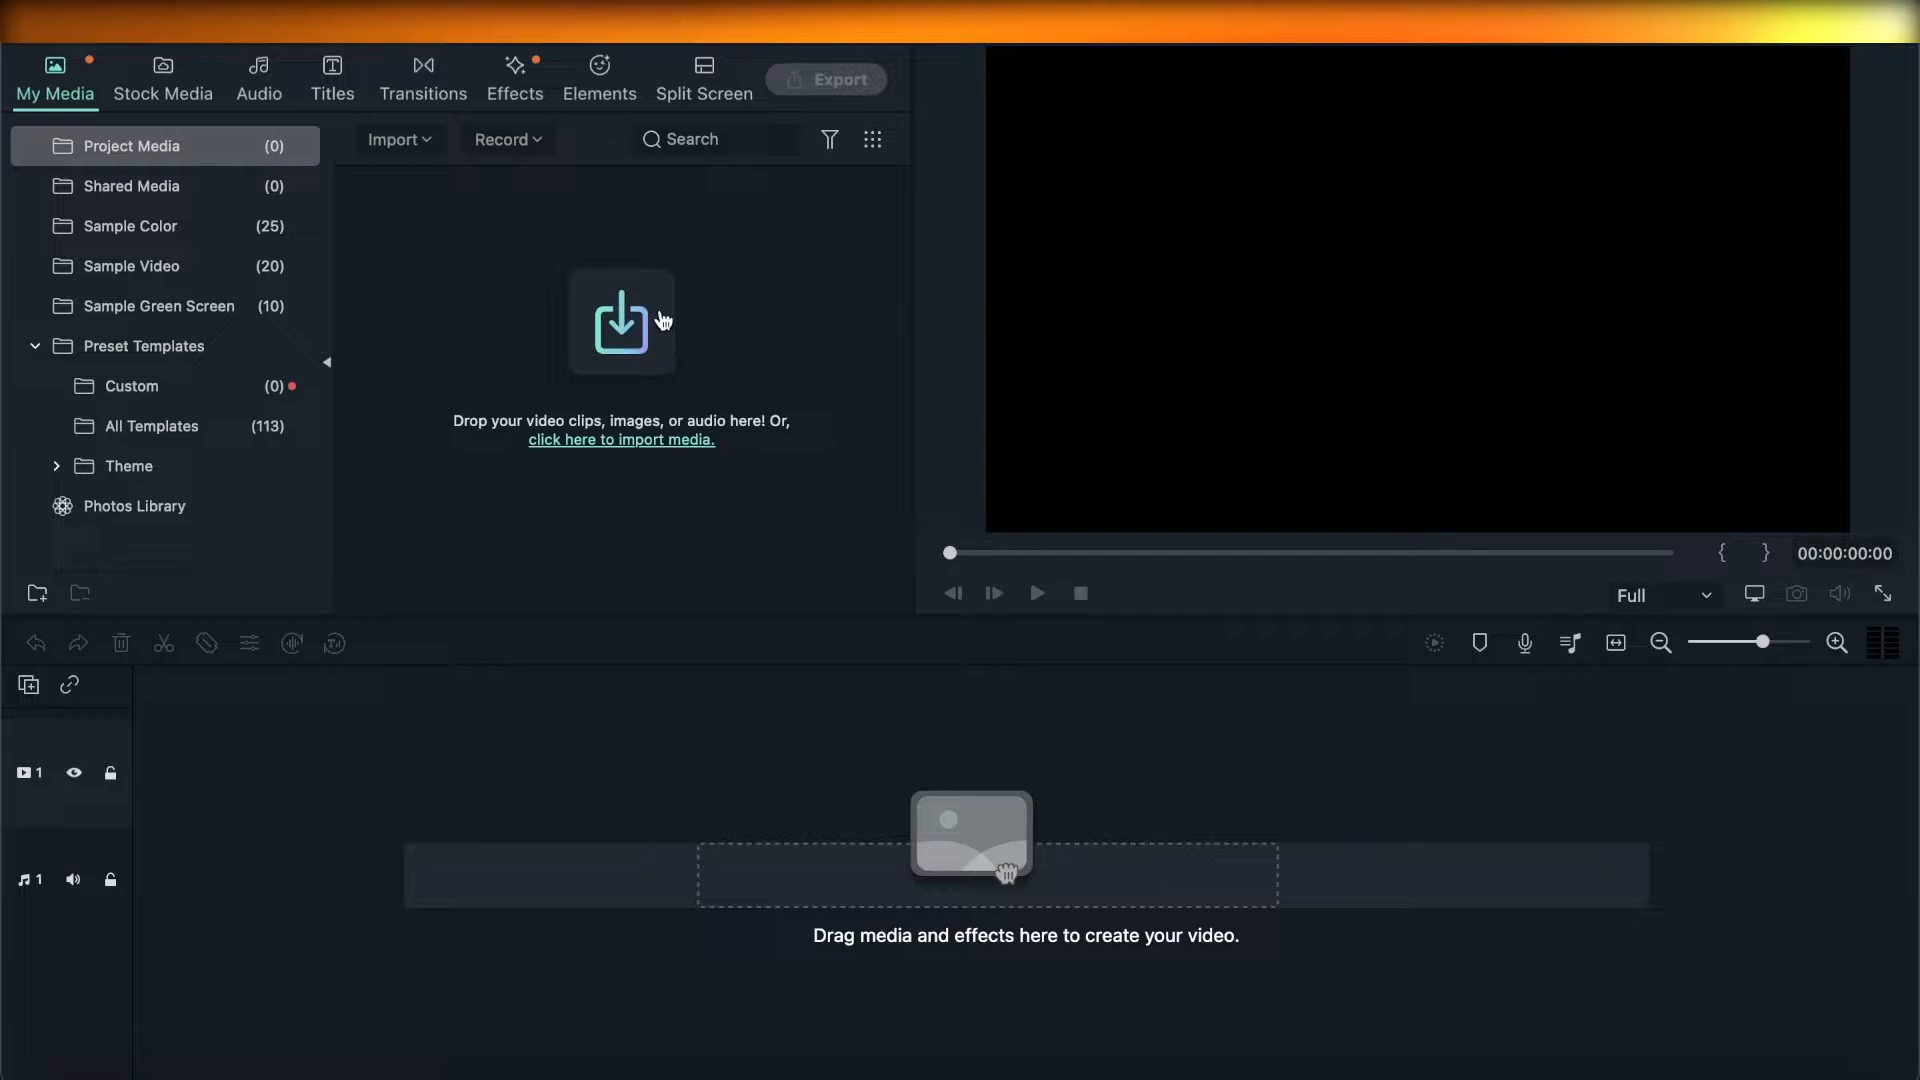 My Media
Stock Media
Audio
Titles
Transitions
Effects
Elements
Split Screen
Export
Project Media (0)
Shared Media (0)
Sample Color (25)
Sample Video (20)
Sample Green Screen (10)
Preset Templates
Custom (0)
All Templates (113)
Theme
Photos Library
Import
Record
Search
Drop your video clips, images, or audio here! Or,
click here to import media.
{ } 00:00:00:00
Full
1
1
Drag media and effects here to create your video.